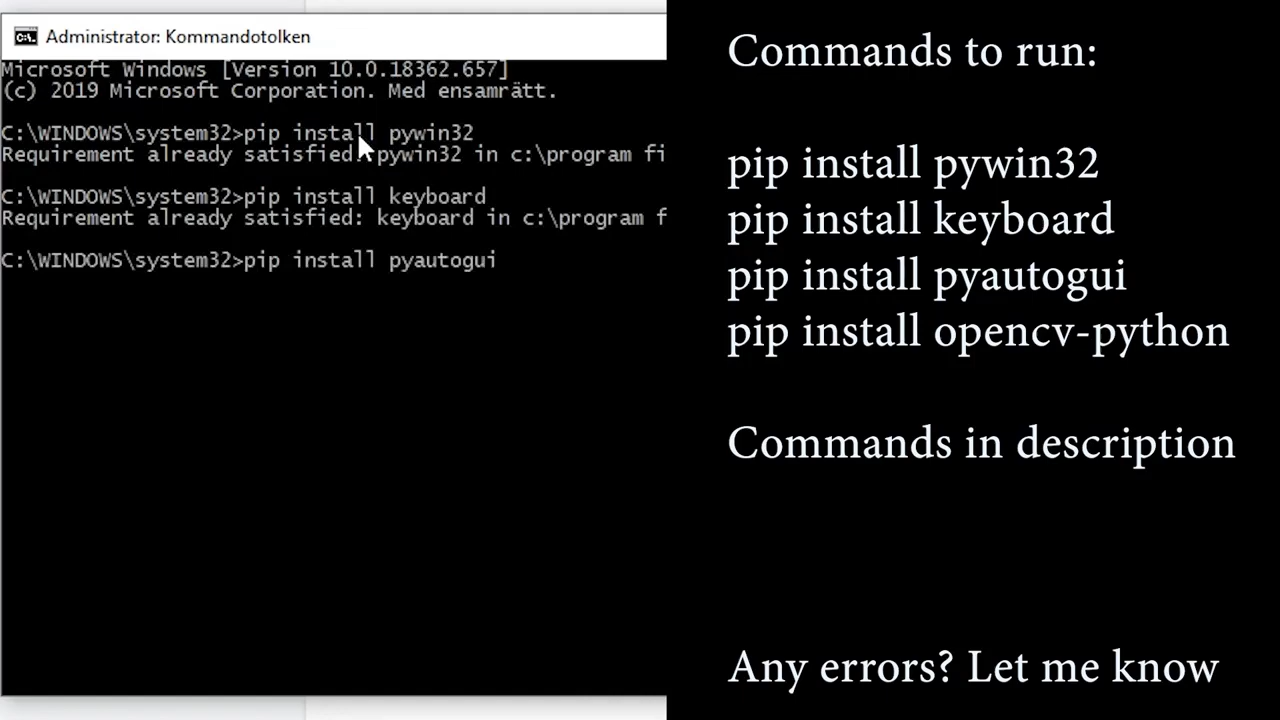 Administrator: Kommandotolken
Microsoft Windows [Version 10.0.18362.657]
(c) 2019 Microsoft Corporation. Med ensamrätt.
C:\WINDOWS\system32>pip install pywin32
Requirement already satisfied: pywin32 in c:\program fi
C:\WINDOWS\system32>pip install keyboard
Requirement already satisfied: keyboard in c:\program f
C:\WINDOWS\system32>pip install pyautogui
Commands to run:
pip install pywin32
pip install keyboard
pip install pyautogui
pip install opencv-python
Commands in description
Any errors? Let me know